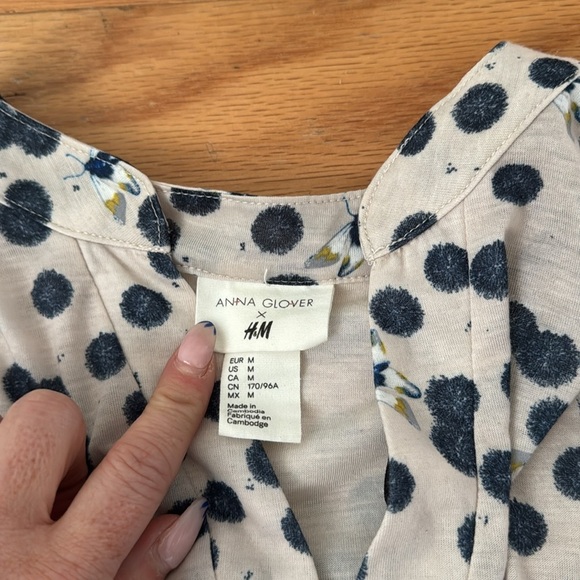 ANNA GLOVER
×
H&M
EUR M
US M
CA M
CN 170/96A
MX M
Made in
Cambodia
Fabriqué en
Cambodge